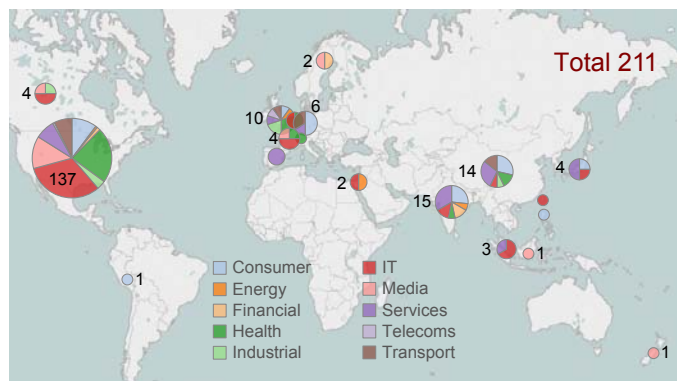 2
Total 211
4
6
10
4
137
14
4
2
15
3
1
1
Consumer
IT
Energy
Media
Financial
Services
Health
Telecoms
Industrial
Transport
1